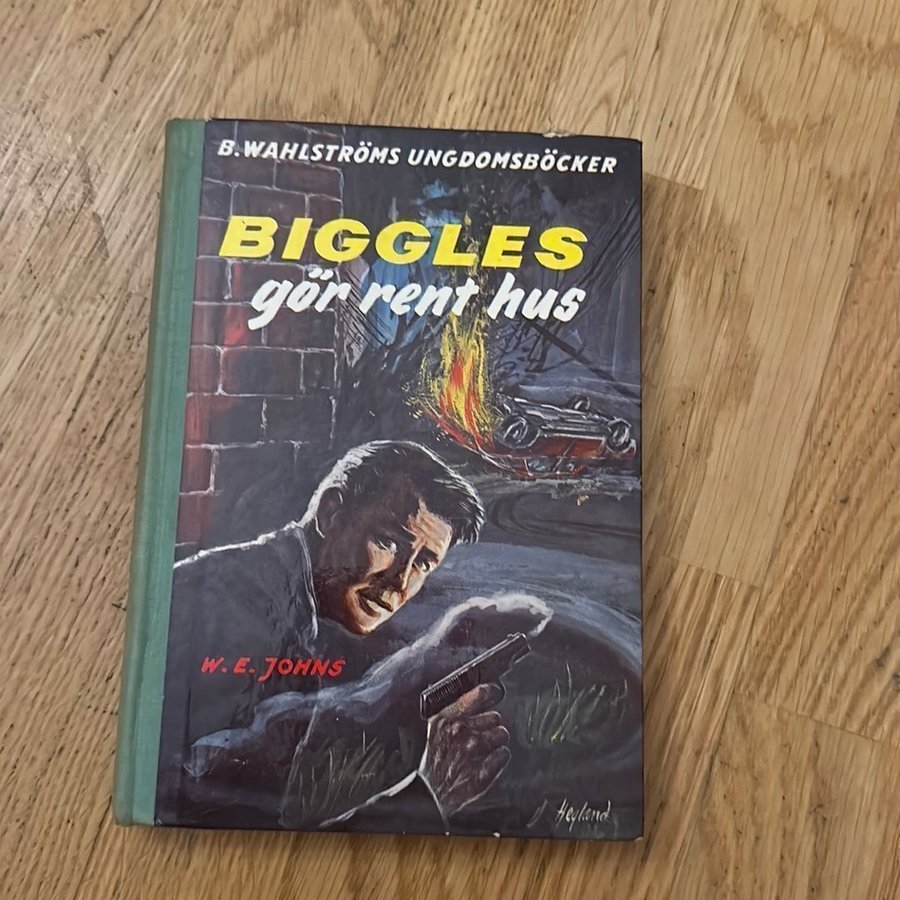 B. WAHLSTRÖMS UNGDOMSBÖCKER
BIGGLES
gör rent hus
W. E. JOHNS
Heyland